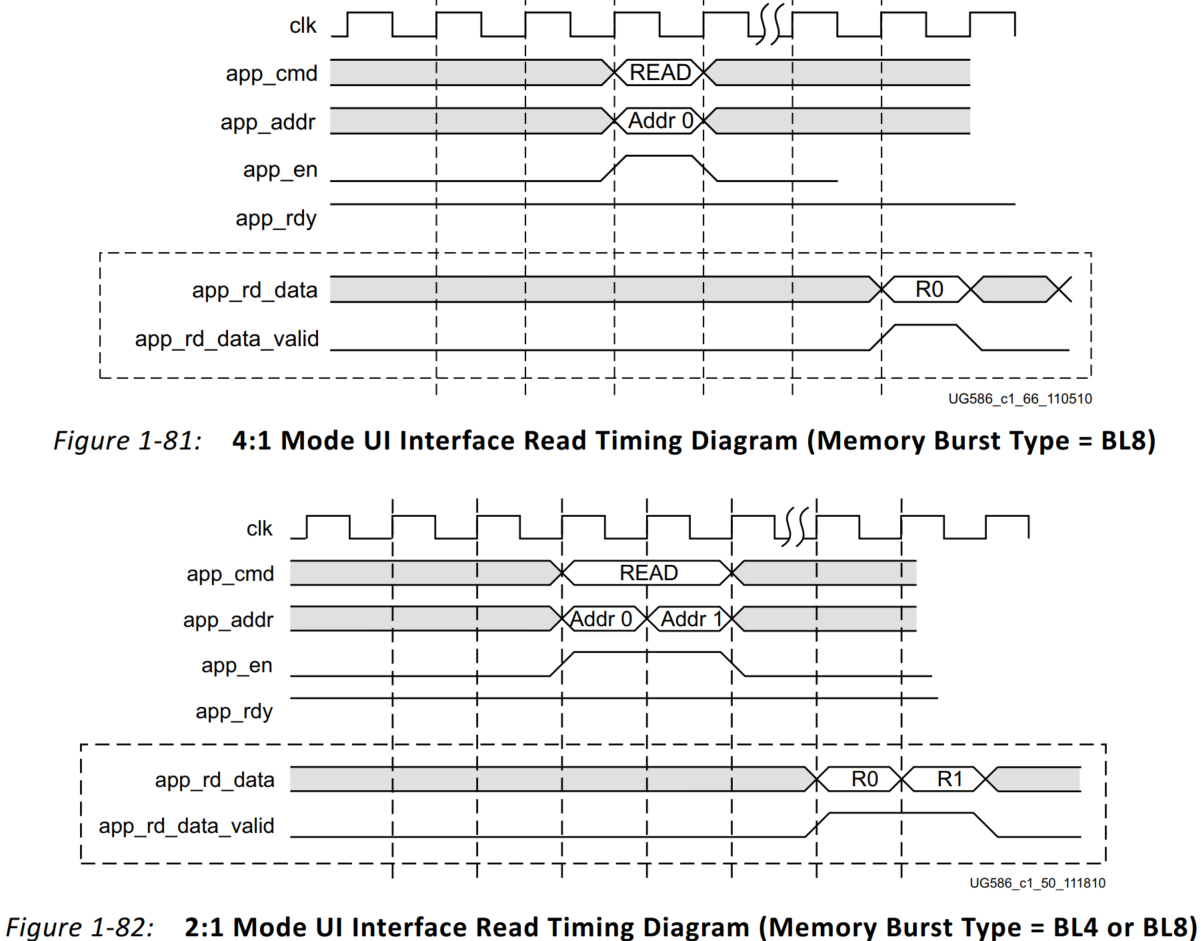 clk
app_cmd READ
app_addr Addr 0
app_en
app_rdy
app_rd_data R0
app_rd_data_valid
UG586_c1_66_110510
Figure 1-81: 4:1 Mode UI Interface Read Timing Diagram (Memory Burst Type = BL8)
clk
app_cmd READ
app_addr Addr 0 Addr 1
app_en
app_rdy
app_rd_data R0 R1
app_rd_data_valid
UG586_c1_50_111810
Figure 1-82: 2:1 Mode UI Interface Read Timing Diagram (Memory Burst Type = BL4 or BL8)